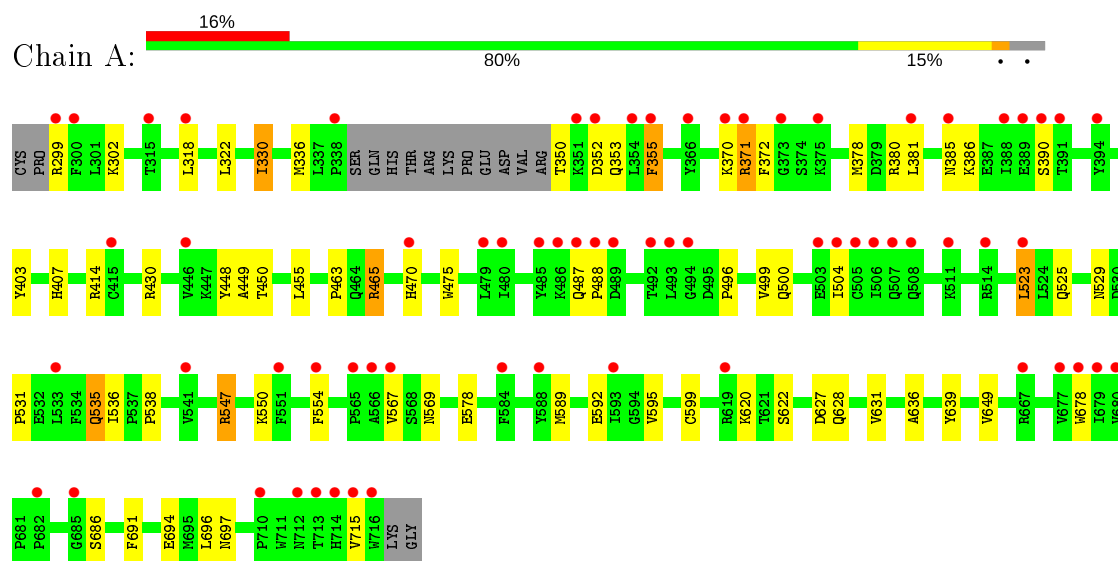 16%
Chain A:
80% 15% • •
CYS PRO R299 F300 L301 K302 T315 L318 L322 I330 M336 L337 P338 SER GLN HIS THR ARG LYS PRO GLU ASP VAL ARG T350 K351 D352 Q353 L354 F355 Y366 K370 R371 F372 G373 S374 K375 M378 D379 R380 L381 N385 K386 E387 I388 E389 S390 T391 Y394
Y403 H407 R414 C415 R430 V446 K447 Y448 A449 T450 L455 P463 Q464 R465 H470 W475 L479 I480 Y485 K486 Q487 P488 D489 T492 L493 G494 D495 P496 V499 Q500 E503 I504 C505 I506 Q507 Q508 K511 R514 L523 L524 Q525 N529 D530
P531 E532 L533 F534 Q535 I536 P537 P538 V541 R547 K550 F551 F554 P565 A566 V567 S568 N569 E578 F584 Y588 M589 E592 I593 G594 V595 C599 R619 K620 T621 S622 D627 Q628 V631 A636 Y639 V649 R667 V677 W678 I679 V680
P681 P682 G685 S686 F691 E694 M695 L696 N697 P710 W711 N712 T713 H714 V715 W716 LYS GLY